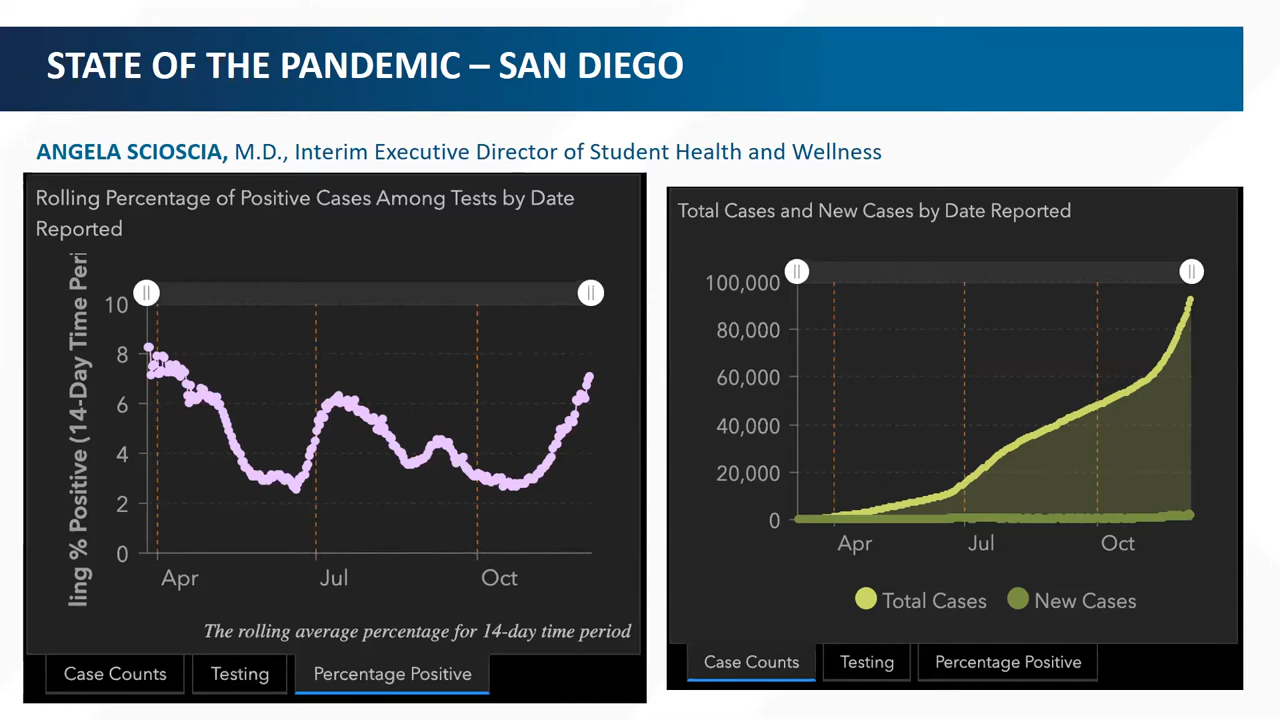 STATE OF THE PANDEMIC – SAN DIEGO
ANGELA SCIOSCIA, M.D., Interim Executive Director of Student Health and Wellness
Rolling Percentage of Positive Cases Among Tests by Date
Reported
ling % Positive (14-Day Time Peri
10
8
6
4
2
0
Apr
Jul
Oct
The rolling average percentage for 14-day time period
Case Counts
Testing
Percentage Positive
Total Cases and New Cases by Date Reported
100,000
80,000
60,000
40,000
20,000
0
Apr
Jul
Oct
Total Cases
New Cases
Case Counts
Testing
Percentage Positive